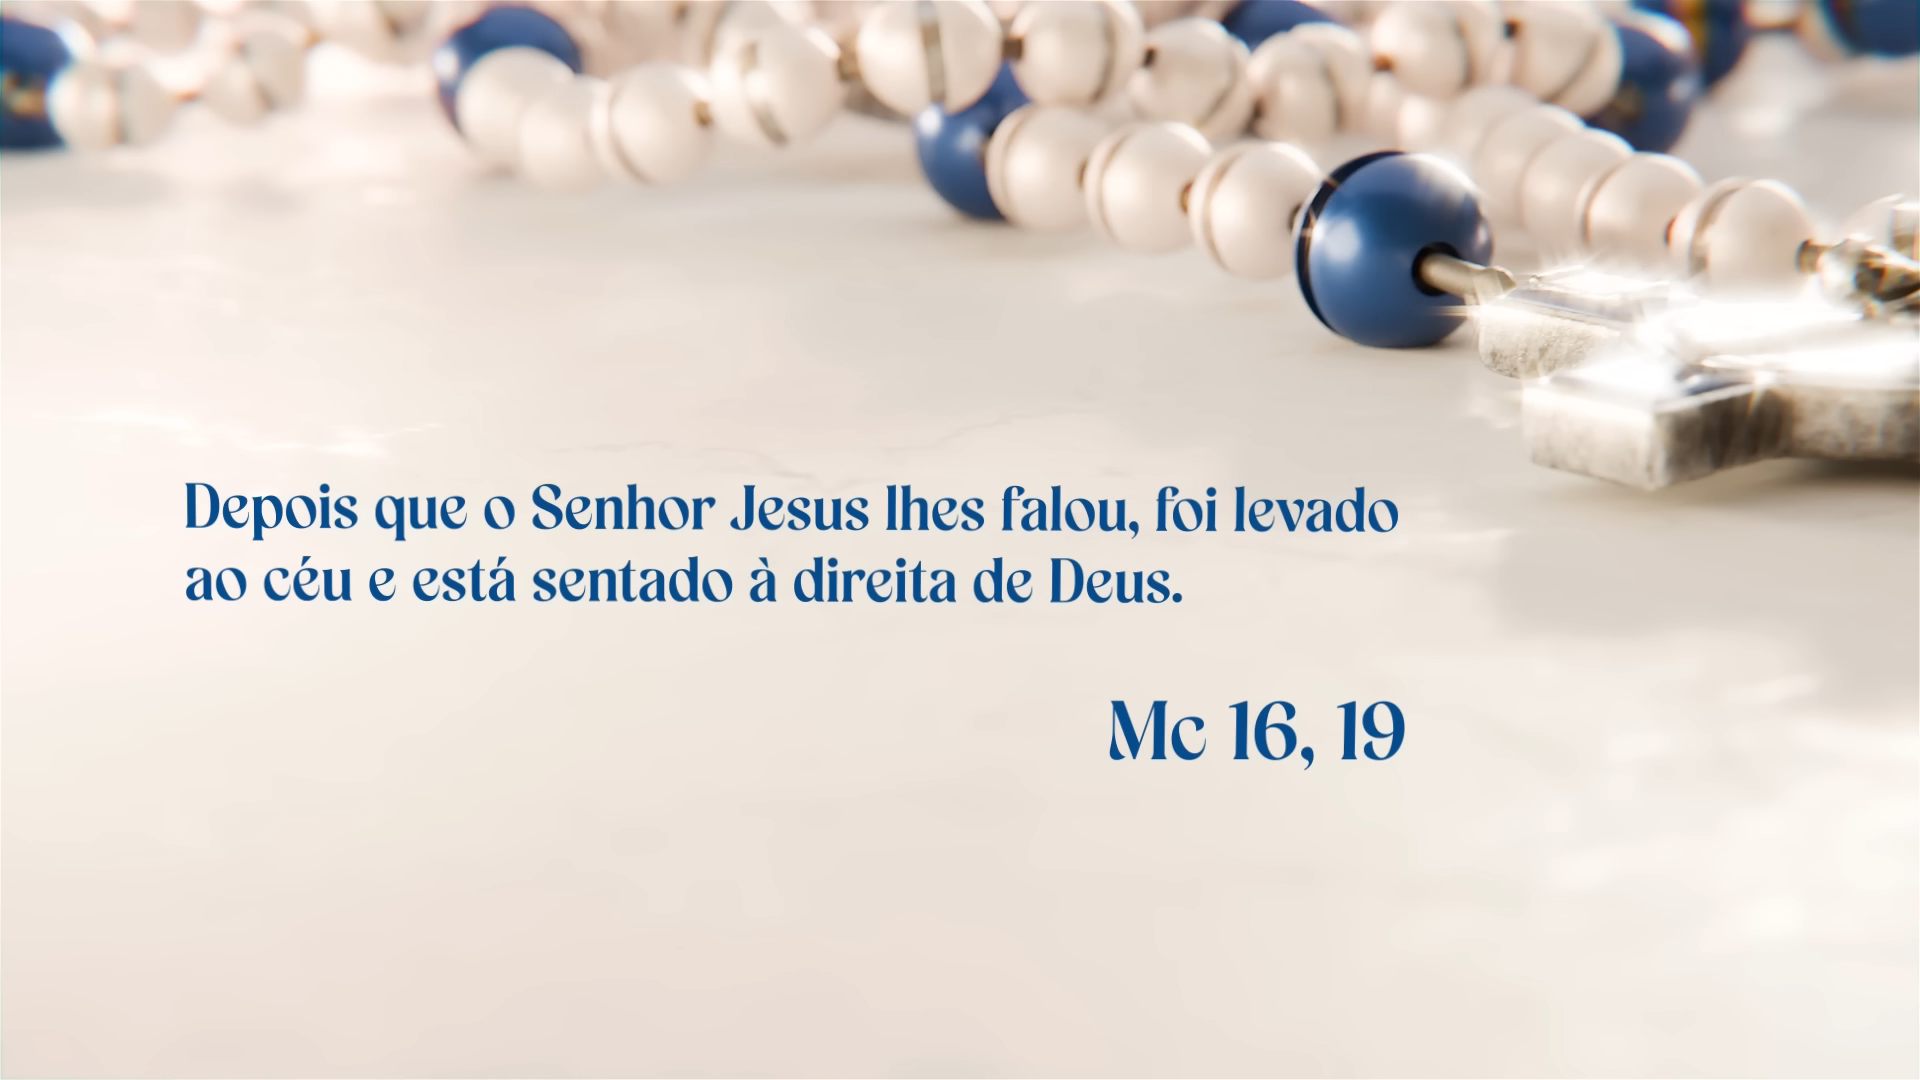 Depois que o Senhor Jesus lhes falou, foi levado
ao céu e está sentado à direita de Deus.
Mc 16, 19